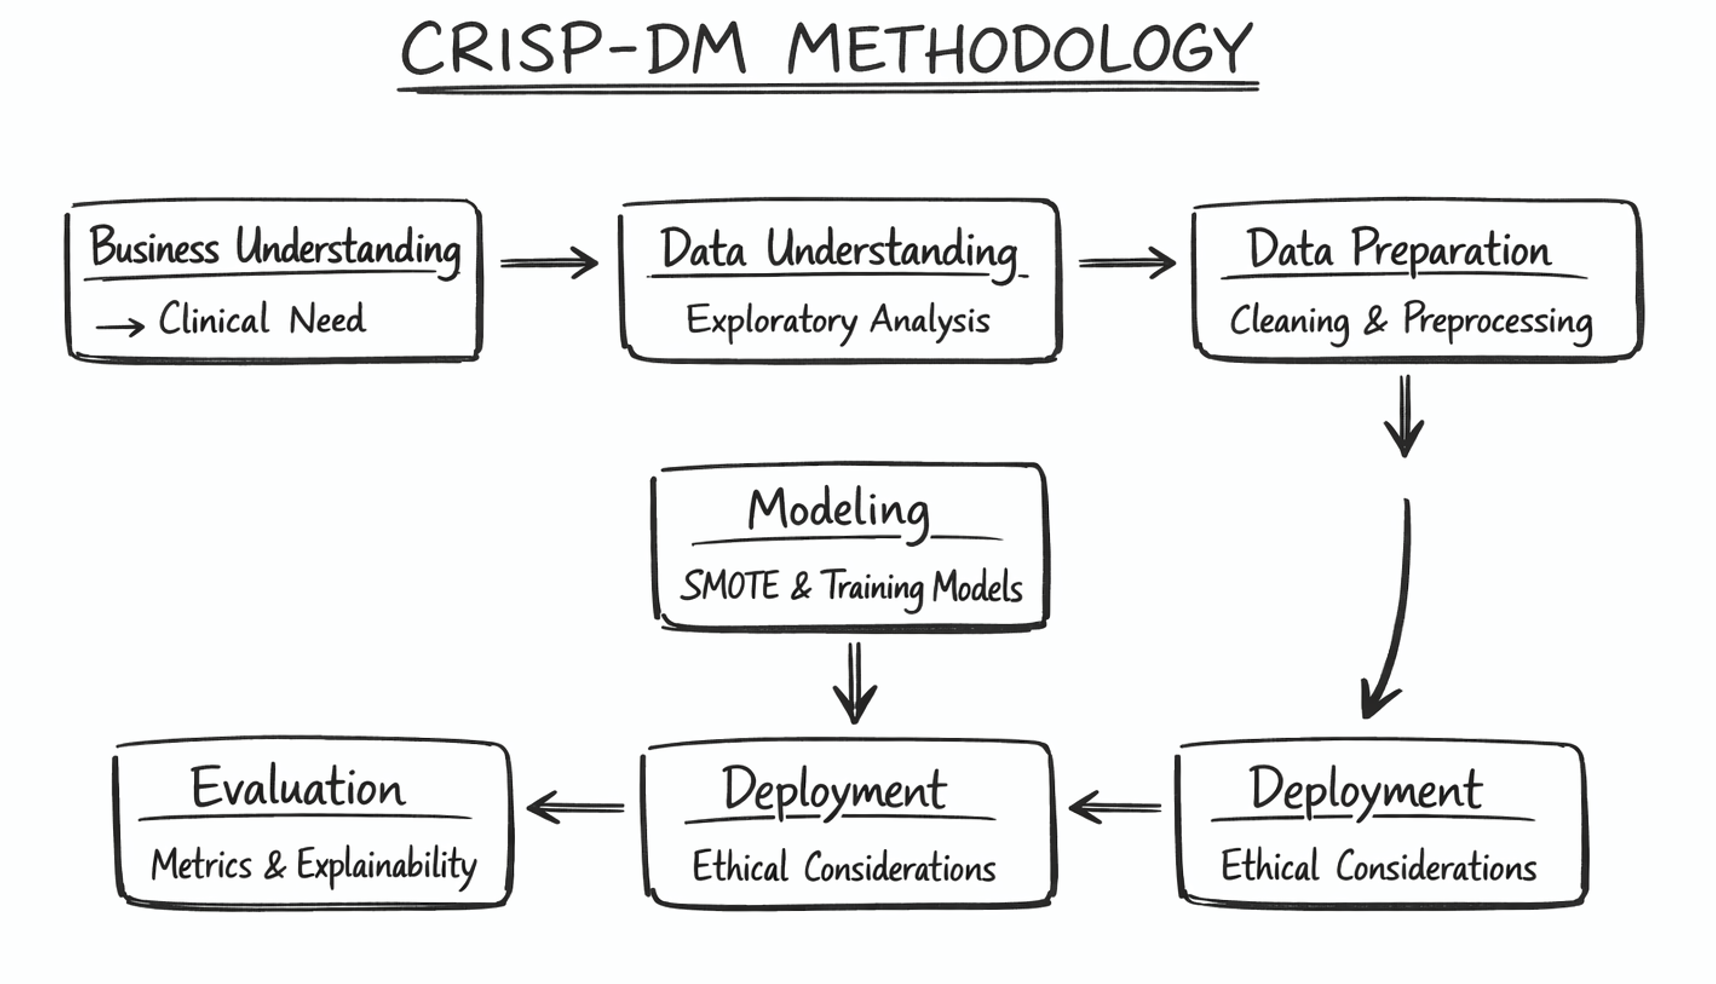 CRISP-DM METHODOLOGY
Business Understanding
→ Clinical Need
Data Understanding
Exploratory Analysis
Data Preparation
Cleaning & Preprocessing
Modeling
SMOTE & Training Models
Evaluation
Metrics & Explainability
Deployment
Ethical Considerations
Deployment
Ethical Considerations